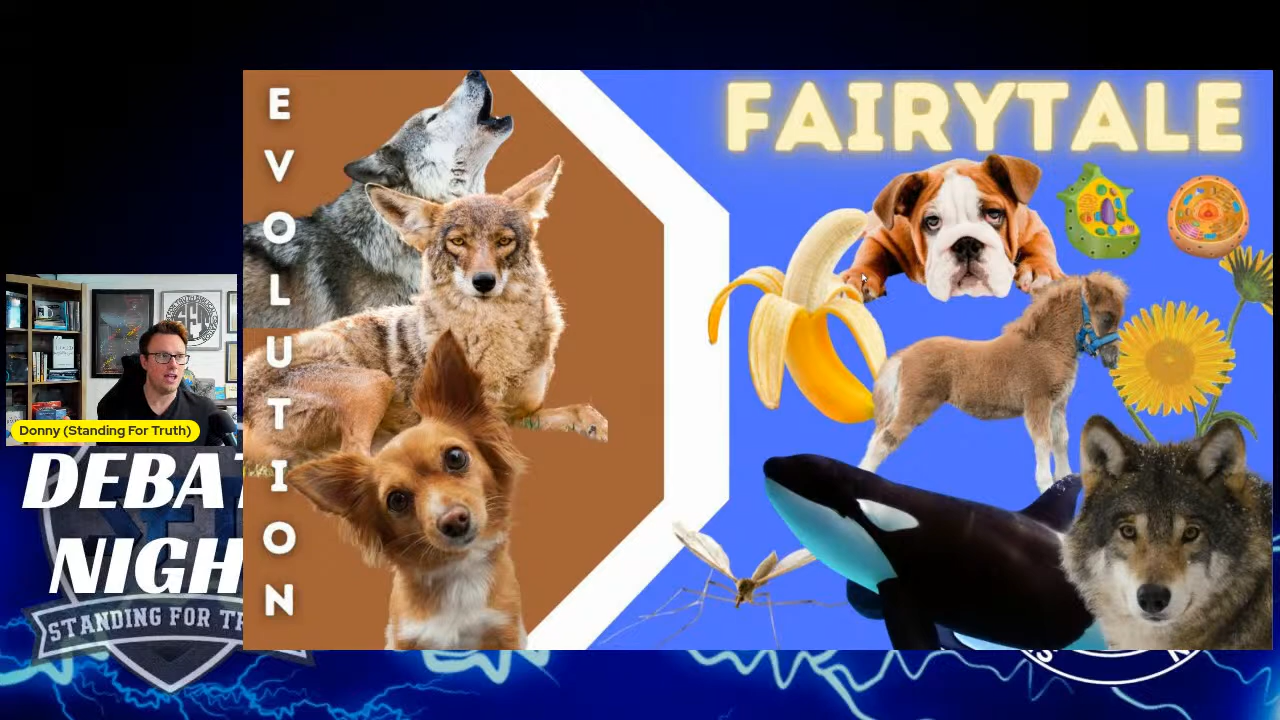 EVOLUTION
FAIRYTALE
Donny (Standing For Truth)
DEBAT
NIGH
STANDING FOR TR